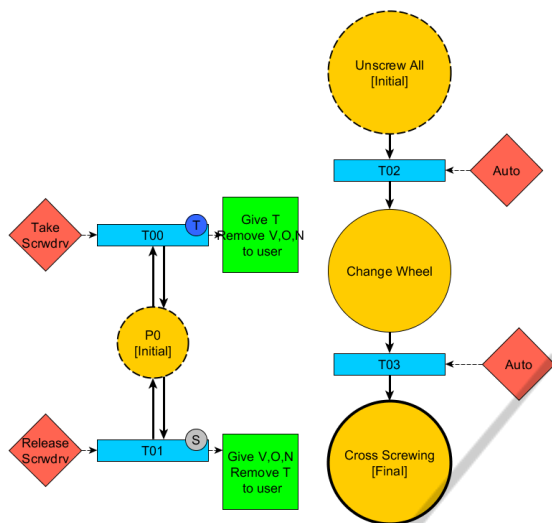 Unscrew All
[Initial]
T02
Auto
Take
Scrwdrv
T
T00
Give T
Remove V,O,N
to user
Change Wheel
P0
[Initial]
T03
Auto
Release
Scrwdrv
S
T01
Give V,O,N
Remove T
to user
Cross Screwing
[Final]